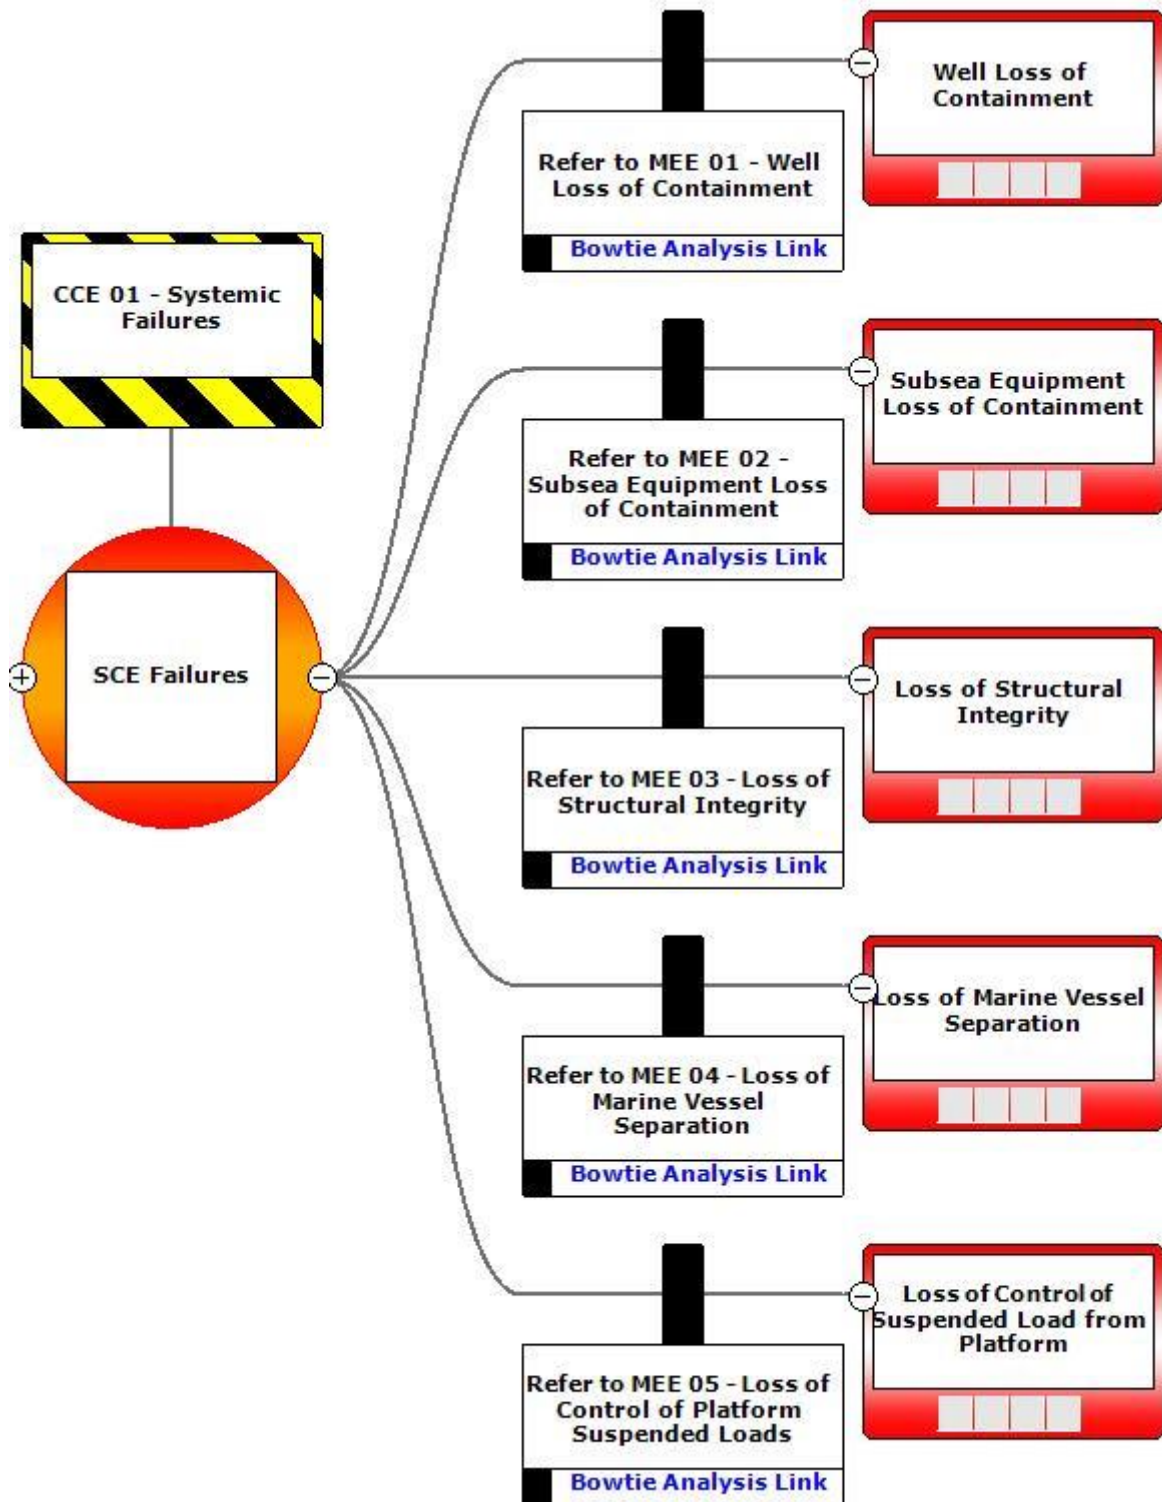 CCE 01 - Systemic
Failures
SCE Failures
Refer to MEE 01 - Well
Loss of Containment
Bowtie Analysis Link
Well Loss of
Containment
Refer to MEE 02 -
Subsea Equipment Loss
of Containment
Bowtie Analysis Link
Subsea Equipment
Loss of Containment
Refer to MEE 03 - Loss of
Structural Integrity
Bowtie Analysis Link
Loss of Structural
Integrity
Refer to MEE 04 - Loss of
Marine Vessel
Separation
Bowtie Analysis Link
Loss of Marine Vessel
Separation
Refer to MEE 05 - Loss of
Control of Platform
Suspended Loads
Bowtie Analysis Link
Loss of Control of
Suspended Load from
Platform